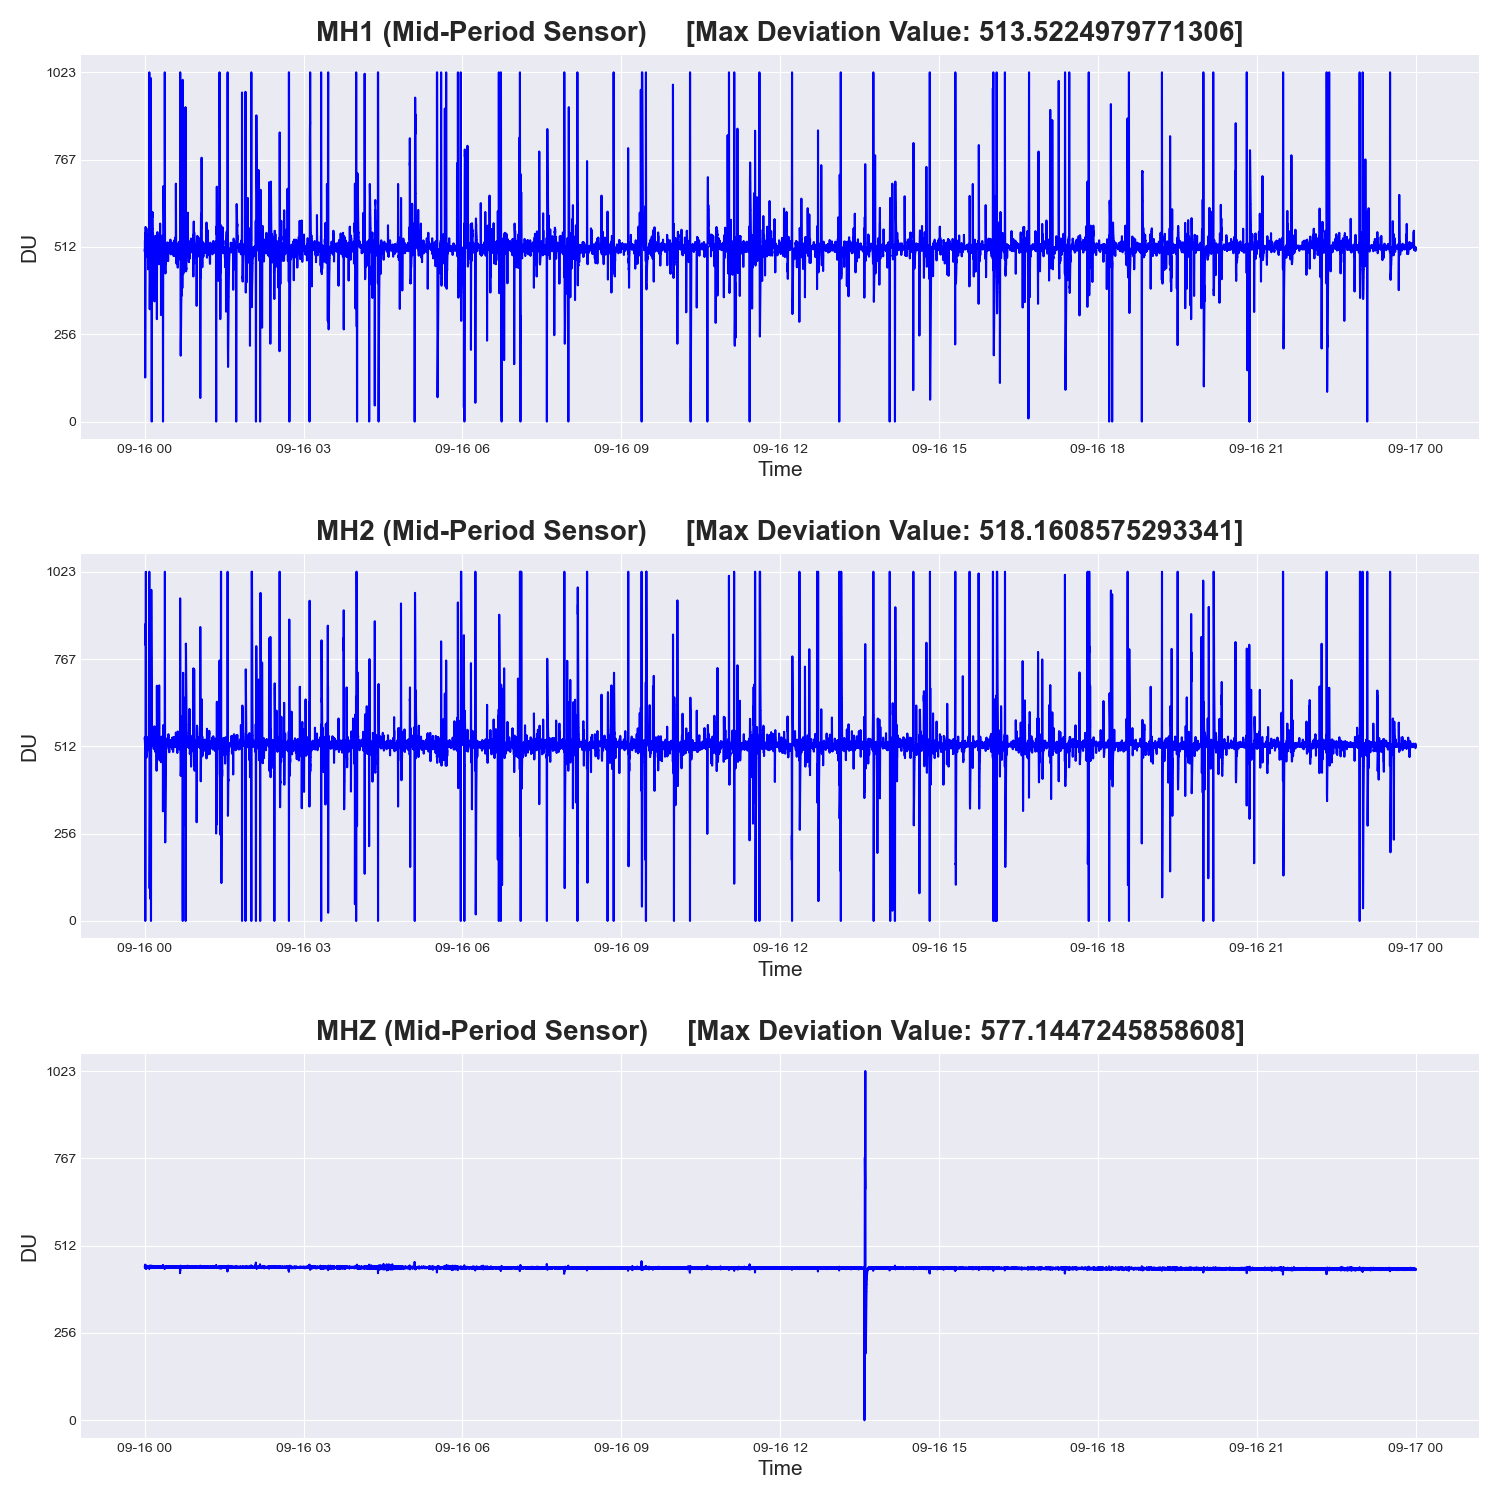 MH1 (Mid-Period Sensor) [Max Deviation Value: 513.5224979771306]
1023
767
512
256
0
DU
09-16 00 09-16 03 09-16 06 09-16 09 09-16 12 09-16 15 09-16 18 09-16 21 09-17 00
Time
MH2 (Mid-Period Sensor) [Max Deviation Value: 518.1608575293341]
1023
767
512
256
0
DU
09-16 00 09-16 03 09-16 06 09-16 09 09-16 12 09-16 15 09-16 18 09-16 21 09-17 00
Time
MHZ (Mid-Period Sensor) [Max Deviation Value: 577.1447245858608]
1023
767
512
256
0
DU
09-16 00 09-16 03 09-16 06 09-16 09 09-16 12 09-16 15 09-16 18 09-16 21 09-17 00
Time